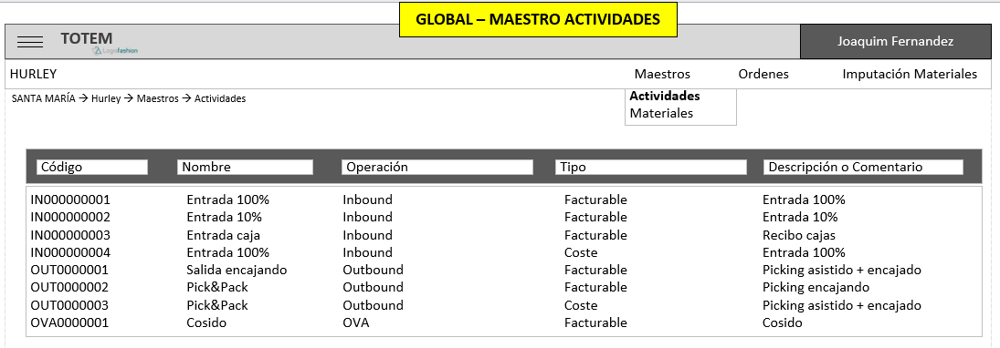 GLOBAL – MAESTRO ACTIVIDADES
TOTEM
Logisfashion
Joaquim Fernandez
HURLEY Maestros Ordenes Imputación Materiales
SANTA MARÍA → Hurley → Maestros → Actividades
Actividades
Materiales
Código Nombre Operación Tipo Descripción o Comentario
IN000000001 Entrada 100% Inbound Facturable Entrada 100%
IN000000002 Entrada 10% Inbound Facturable Entrada 10%
IN000000003 Entrada caja Inbound Facturable Recibo cajas
IN000000004 Entrada 100% Inbound Coste Entrada 100%
OUT0000001 Salida encajando Outbound Facturable Picking asistido + encajado
OUT0000002 Pick&Pack Outbound Facturable Picking encajando
OUT0000003 Pick&Pack Outbound Coste Picking asistido + encajado
OVA0000001 Cosido OVA Facturable Cosido